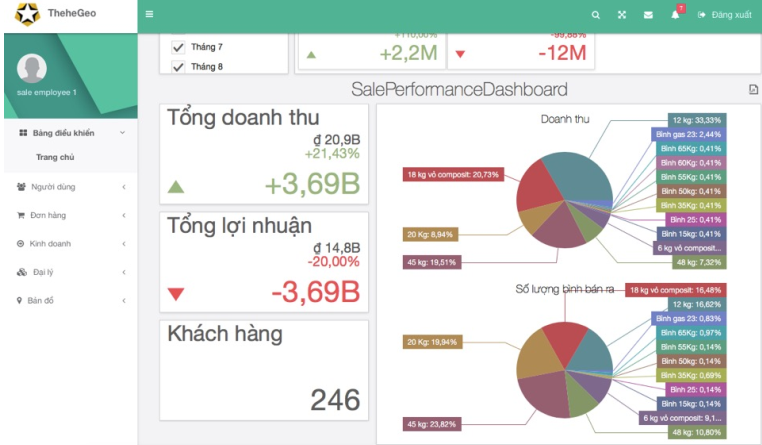 TheheGeo
Đăng xuất
sale employee 1
Bảng điều khiển
Trang chủ
Người dùng
Đơn hàng
Kinh doanh
Đại lý
Bản đồ
Tháng 7
Tháng 8
+110,00%
+2,2M
-99,88%
-12M
SalePerformanceDashboard
Tổng doanh thu
₫ 20,9B
+21,43%
+3,69B
Tổng lợi nhuận
₫ 14,8B
-20,00%
-3,69B
Khách hàng
246
Doanh thu
12 kg: 33,33%
Bình gas 23: 2,44%
Bình 65Kg: 0,41%
Bình 60Kg: 0,41%
Bình 55Kg: 0,41%
Bình 50kg: 0,41%
Bình 35Kg: 0,41%
Bình 25: 0,41%
Bình 15kg: 0,41%
6 kg vỏ composit...
48 kg: 7,32%
18 kg vỏ composit: 20,73%
20 Kg: 8,94%
45 kg: 19,51%
Số lượng bình bán ra
18 kg vỏ composit: 16,48%
12 kg: 16,62%
Bình gas 23: 0,83%
Bình 65Kg: 0,97%
Bình 55Kg: 0,14%
Bình 50kg: 0,14%
Bình 35Kg: 0,69%
Bình 25: 0,14%
Bình 15kg: 0,14%
6 kg vỏ composit: 9,1...
48 kg: 10,80%
20 Kg: 19,94%
45 kg: 23,82%